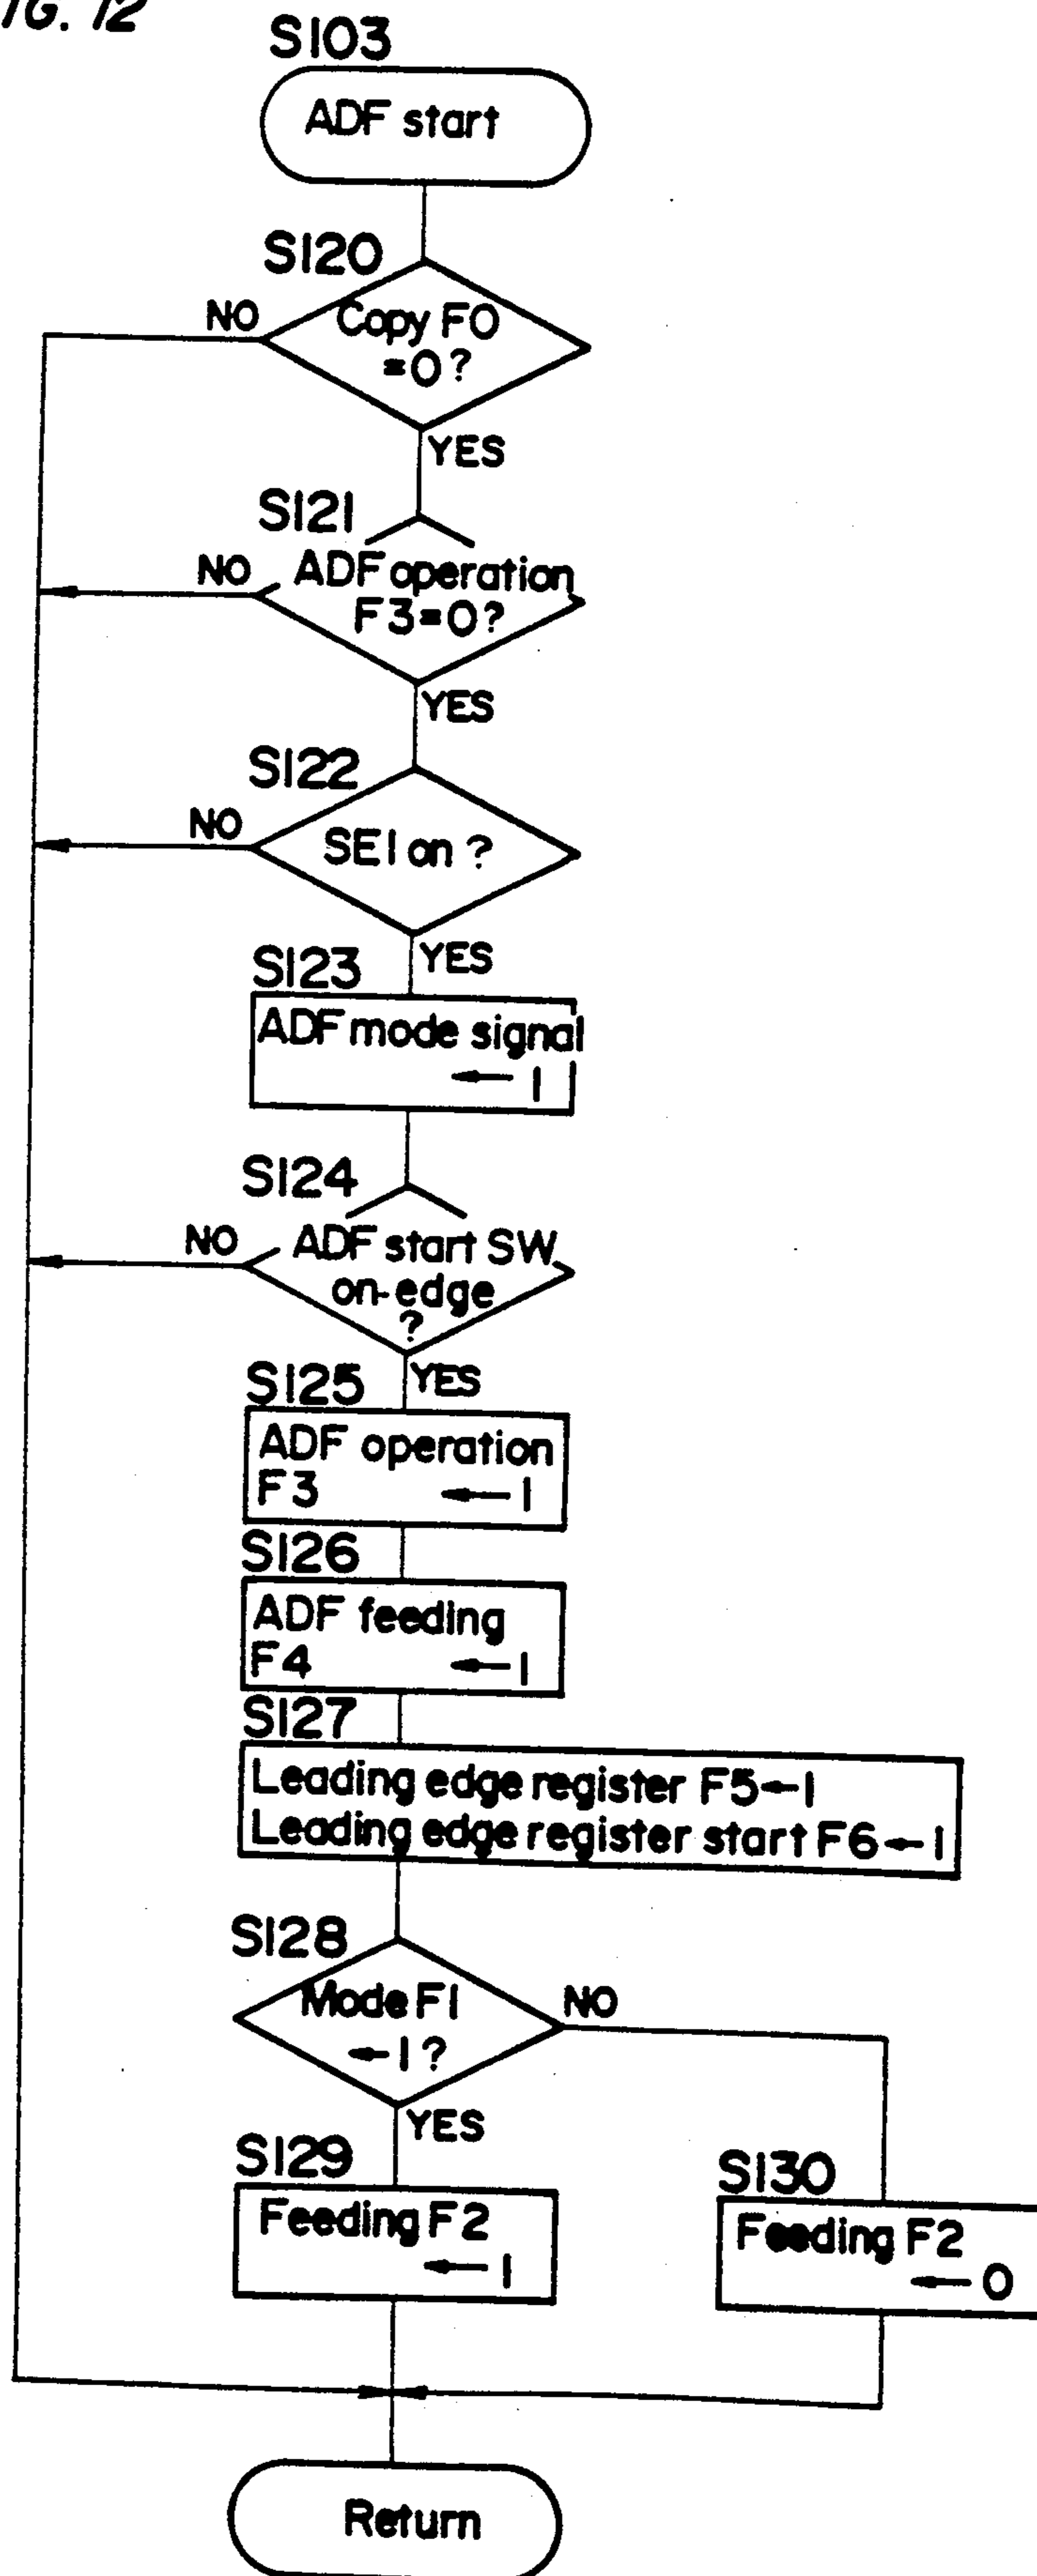 IG. 12
S103
ADF start
S120
NO
Copy F0
=0?
YES
S121
NO
ADF operation
F3=0?
YES
S122
NO
SE1 on ?
YES
S123
ADF mode signal
← 1
S124
NO
ADF start SW
on-edge
?
YES
S125
ADF operation
F3 ← 1
S126
ADF feeding
F4 ← 1
S127
Leading edge register F5←1
Leading edge register start F6←1
S128
Mode F1
←1?
NO
YES
S129
Feeding F2
← 1
S130
Feeding F2
← 0
Return